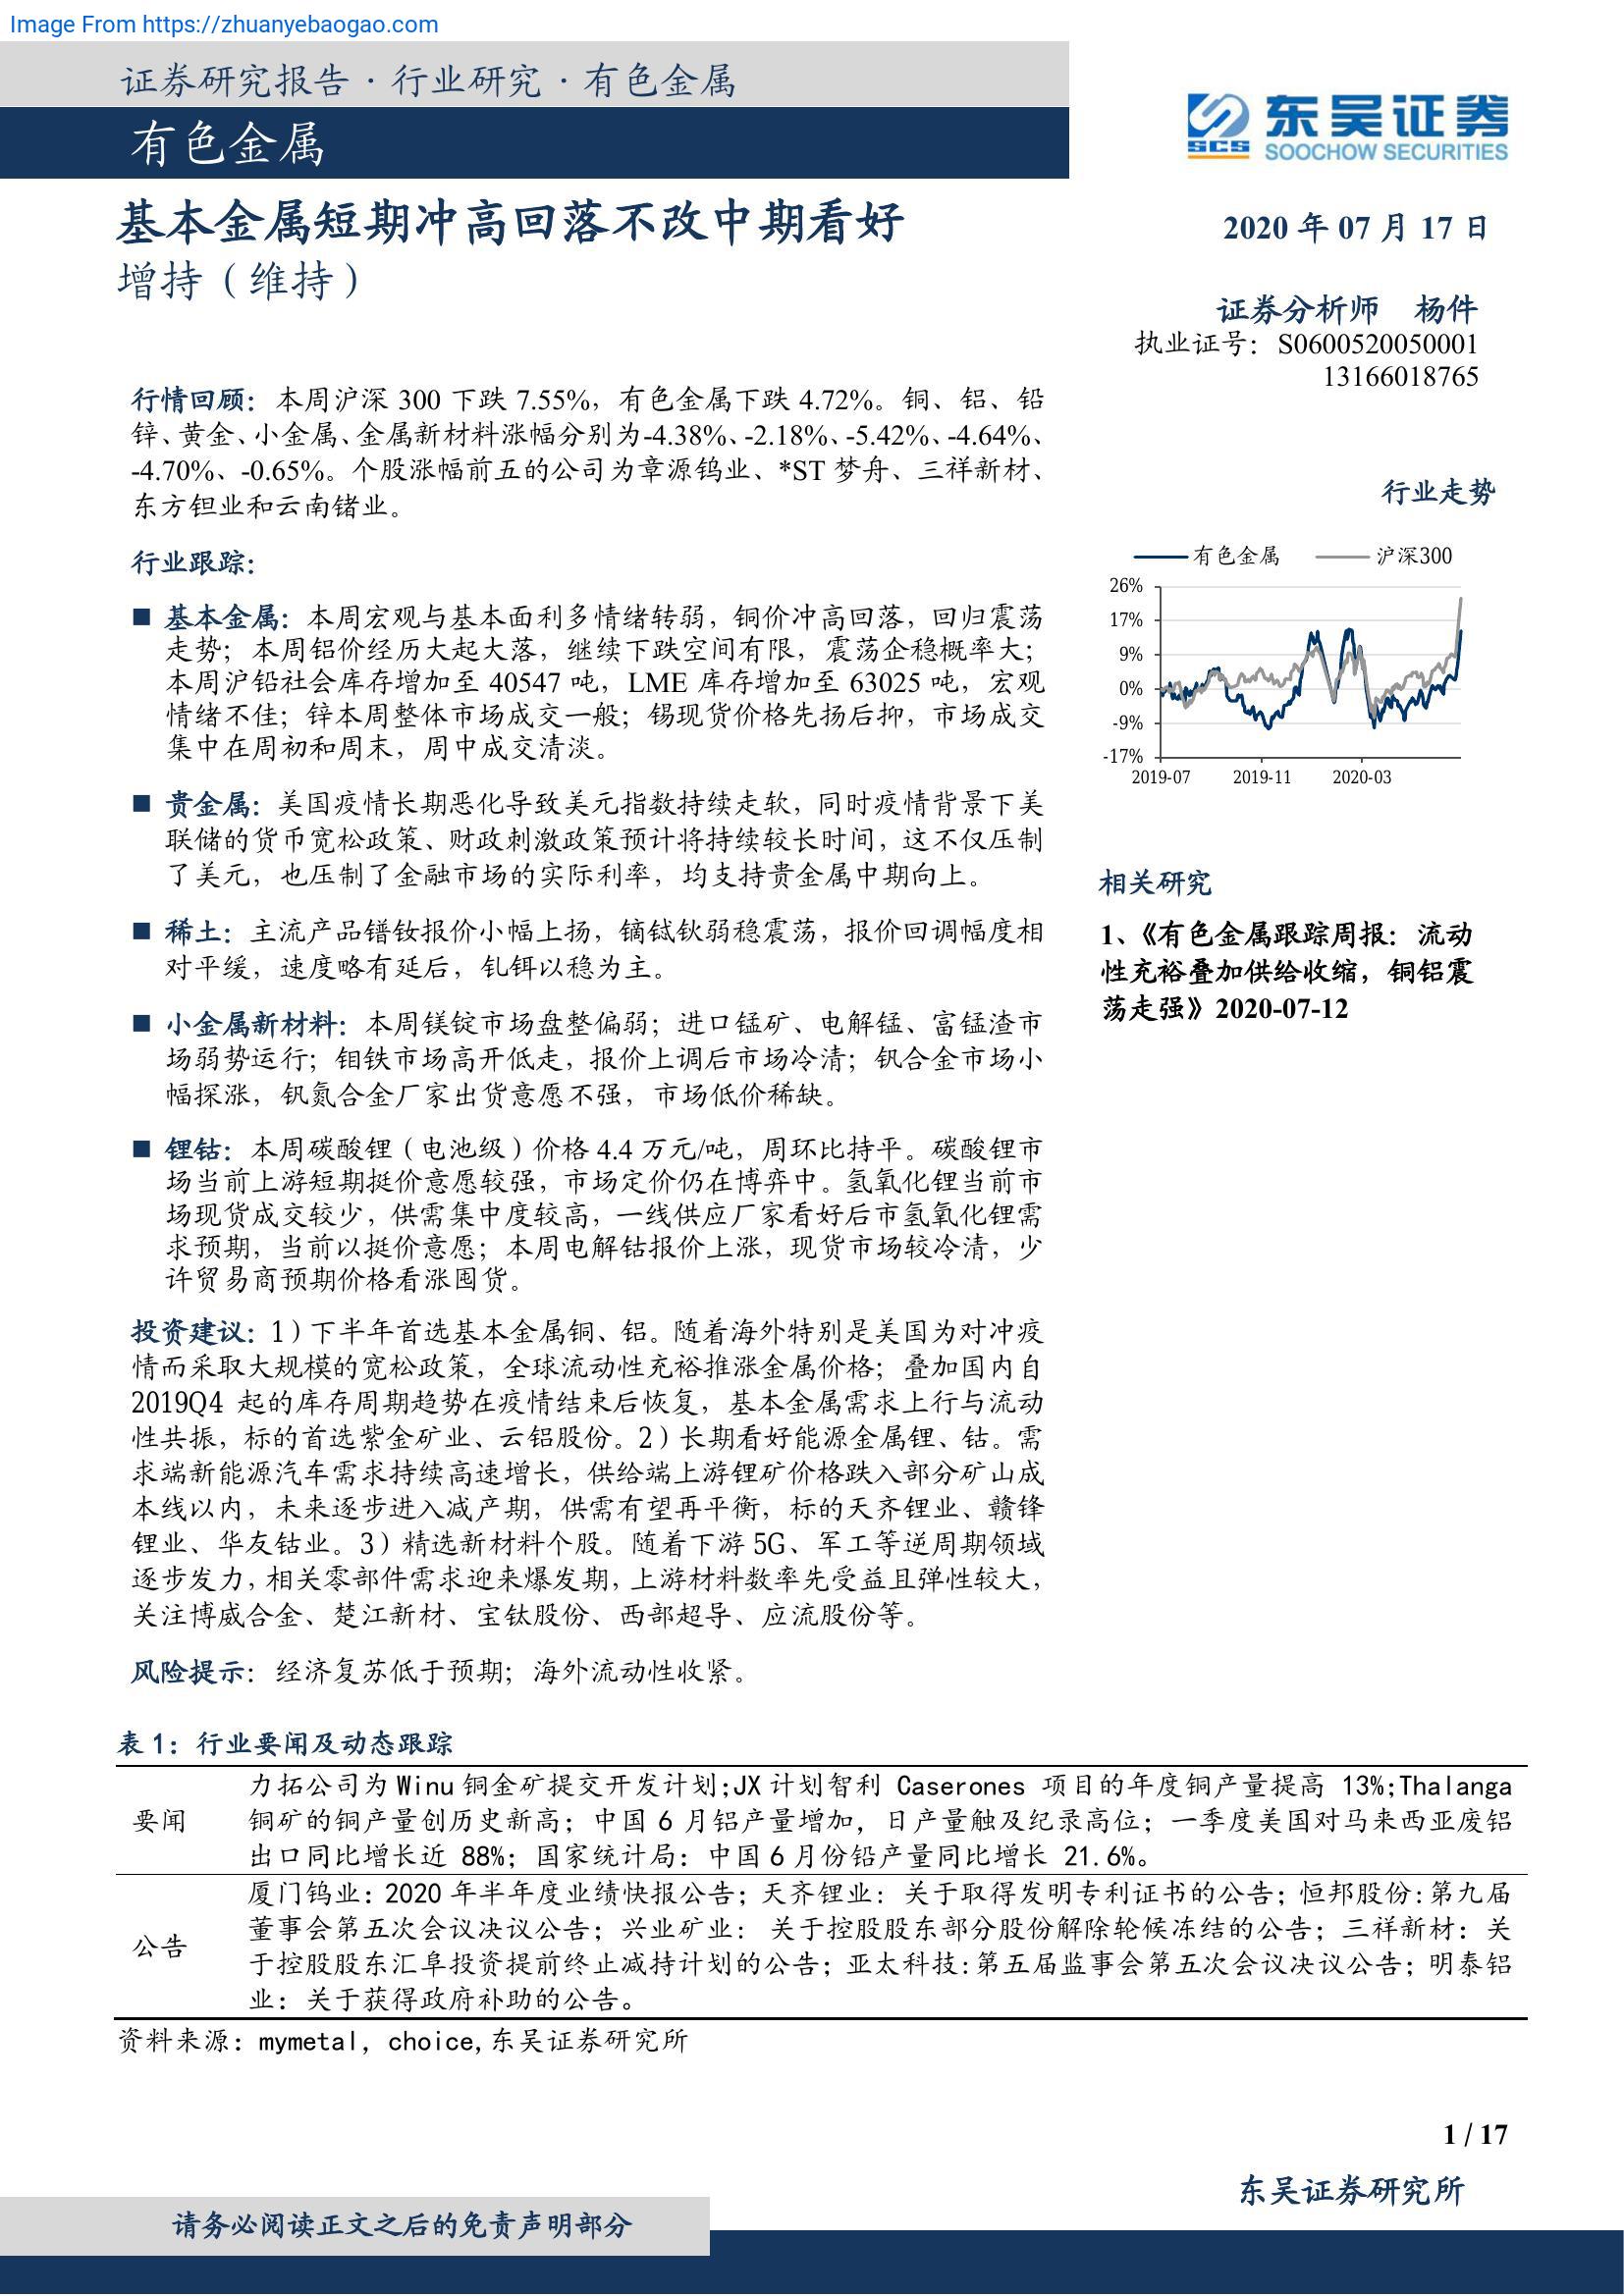 Image From https://zhuanyebaogao.com
证券研究报告·行业研究·有色金属
有色金属
东吴证券
SCS
SOOCHOW SECURITIES
基本金属短期冲高回落不改中期看好
增持（维持）
2020 年 07 月 17 日
证券分析师 杨件
执业证号：S0600520050001
13166018765
行情回顾：本周沪深 300 下跌 7.55%，有色金属下跌 4.72%。铜、铝、铅
锌、黄金、小金属、金属新材料涨幅分别为-4.38%、-2.18%、-5.42%、-4.64%、
-4.70%、-0.65%。个股涨幅前五的公司为章源钨业、*ST 梦舟、三祥新材、
东方钽业和云南锗业。
行业跟踪：
■ 基本金属：本周宏观与基本面利多情绪转弱，铜价冲高回落，回归震荡
走势；本周铝价经历大起大落，继续下跌空间有限，震荡企稳概率大；
本周沪铅社会库存增加至 40547 吨，LME 库存增加至 63025 吨，宏观
情绪不佳；锌本周整体市场成交一般；锡现货价格先扬后抑，市场成交
集中在周初和周末，周中成交清淡。
■ 贵金属：美国疫情长期恶化导致美元指数持续走软，同时疫情背景下美
联储的货币宽松政策、财政刺激政策预计将持续较长时间，这不仅压制
了美元，也压制了金融市场的实际利率，均支持贵金属中期向上。
■ 稀土：主流产品镨钕报价小幅上扬，镝铽钬弱稳震荡，报价回调幅度相
对平缓，速度略有延后，钆铒以稳为主。
■ 小金属新材料：本周镁锭市场盘整偏弱；进口锰矿、电解锰、富锰渣市
场弱势运行；钼铁市场高开低走，报价上调后市场冷清；钒合金市场小
幅探涨，钒氮合金厂家出货意愿不强，市场低价稀缺。
■ 锂钴：本周碳酸锂（电池级）价格 4.4 万元/吨，周环比持平。碳酸锂市
场当前上游短期挺价意愿较强，市场定价仍在博弈中。氢氧化锂当前市
场现货成交较少，供需集中度较高，一线供应厂家看好后市氢氧化锂需
求预期，当前以挺价意愿；本周电解钴报价上涨，现货市场较冷清，少
许贸易商预期价格看涨囤货。
投资建议：1）下半年首选基本金属铜、铝。随着海外特别是美国为对冲疫
情而采取大规模的宽松政策，全球流动性充裕推涨金属价格；叠加国内自
2019Q4 起的库存周期趋势在疫情结束后恢复，基本金属需求上行与流动
性共振，标的首选紫金矿业、云铝股份。2）长期看好能源金属锂、钴。需
求端新能源汽车需求持续高速增长，供给端上游锂矿价格跌入部分矿山成
本线以内，未来逐步进入减产期，供需有望再平衡，标的天齐锂业、赣锋
锂业、华友钴业。3）精选新材料个股。随着下游 5G、军工等逆周期领域
逐步发力，相关零部件需求迎来爆发期，上游材料数率先受益且弹性较大，
关注博威合金、楚江新材、宝钛股份、西部超导、应流股份等。
风险提示：经济复苏低于预期；海外流动性收紧。
行业走势
有色金属 沪深300
26%
17%
9%
0%
-9%
-17%
2019-07 2019-11 2020-03
相关研究
1、《有色金属跟踪周报：流动
性充裕叠加供给收缩，铜铝震
荡走强》2020-07-12
表 1：行业要闻及动态跟踪
要闻
力拓公司为 Winu 铜金矿提交开发计划;JX 计划智利 Caserones 项目的年度铜产量提高 13%;Thalanga
铜矿的铜产量创历史新高；中国 6 月铝产量增加，日产量触及纪录高位；一季度美国对马来西亚废铝
出口同比增长近 88%；国家统计局：中国 6 月份铅产量同比增长 21.6%。
公告
厦门钨业：2020 年半年度业绩快报公告；天齐锂业：关于取得发明专利证书的公告；恒邦股份:第九届
董事会第五次会议决议公告；兴业矿业：关于控股股东部分股份解除轮候冻结的公告；三祥新材：关
于控股股东汇阜投资提前终止减持计划的公告；亚太科技:第五届监事会第五次会议决议公告；明泰铝
业：关于获得政府补助的公告。
资料来源：mymetal，choice,东吴证券研究所
1 / 17
东吴证券研究所
请务必阅读正文之后的免责声明部分